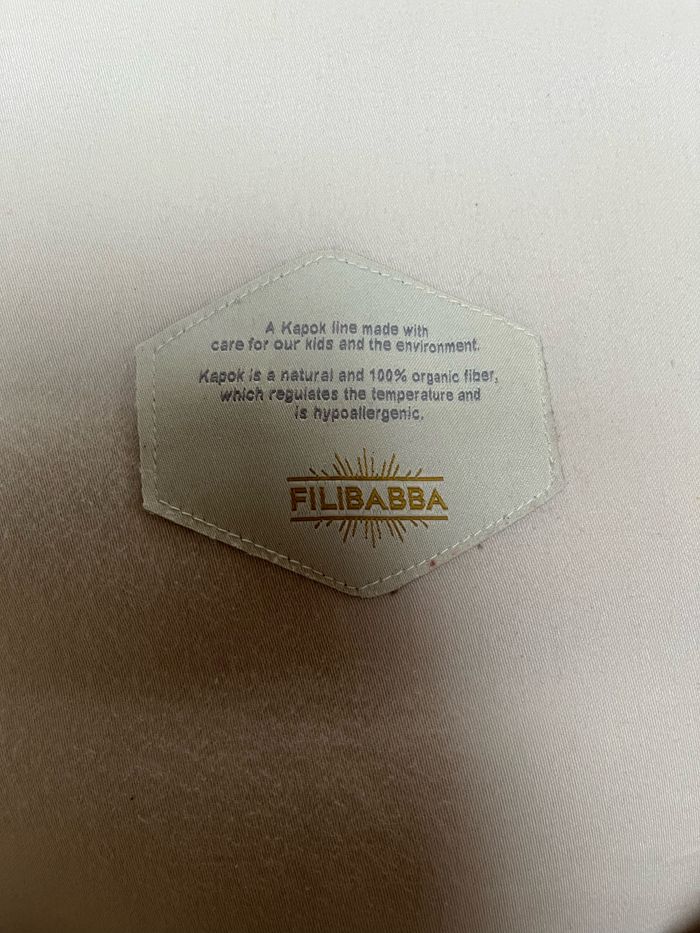 A Kapok line made with
care for our kids and the environment.
Kapok is a natural and 100% organic fiber,
which regulates the temperature and
is hypoallergenic.
FILIBABBA